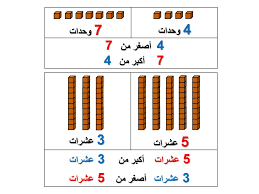 4 وحدات 7 وحدات
4 أصغر من 7
7 أكبر من 4
5 عشرات 3 عشرات
5 عشرات أكبر من 3 عشرات
3 عشرات أصغر من 5 عشرات